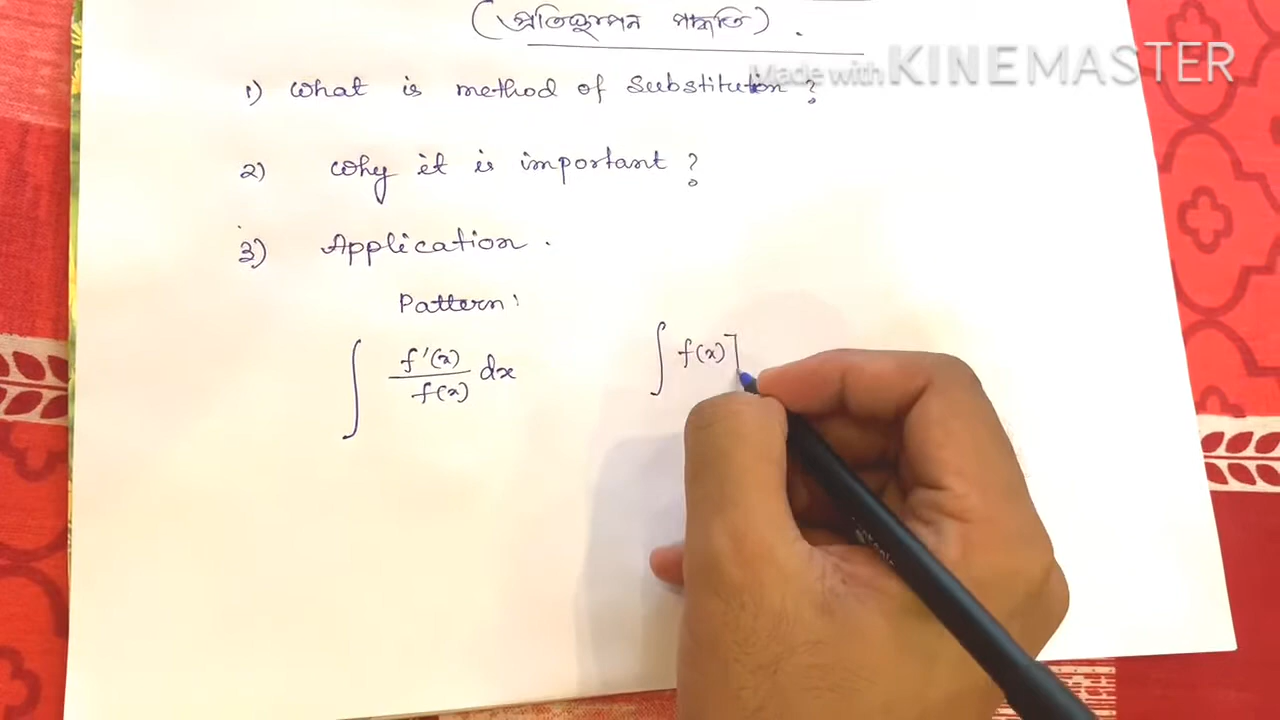 (প্রতিস্থাপন পদ্ধতি).
Made with KINEMASTER
1) What is method of Substitution ?
2) Why it is important ?
3) Application .
Pattern:
∫ f'(x)/f(x) dx ∫ f(x)]